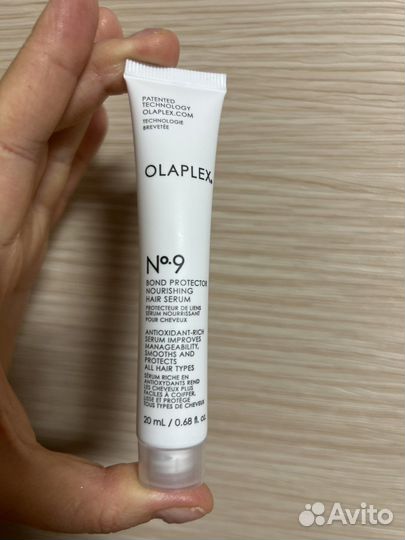 PATENTED
TECHNOLOGY
OLAPLEX.COM
TECHNOLOGIE
BREVETÉE
OLAPLEX.
Nº.9
BOND PROTECTOR
NOURISHING
HAIR SERUM
PROTECTEUR DE LIENS
SÉRUM NOURRISSANT
POUR CHEVEUX
ANTIOXIDANT-RICH
SERUM IMPROVES
MANAGEABILITY,
SMOOTHS AND
PROTECTS
ALL HAIR TYPES
SÉRUM RICHE EN
ANTIOXYDANTS REND
LES CHEVEUX PLUS
FACILES À COIFFER,
LISSE ET PROTÈGE
TOUS TYPES DE CHEVEUX
20 mL / 0.68 fl. oz.
Avito